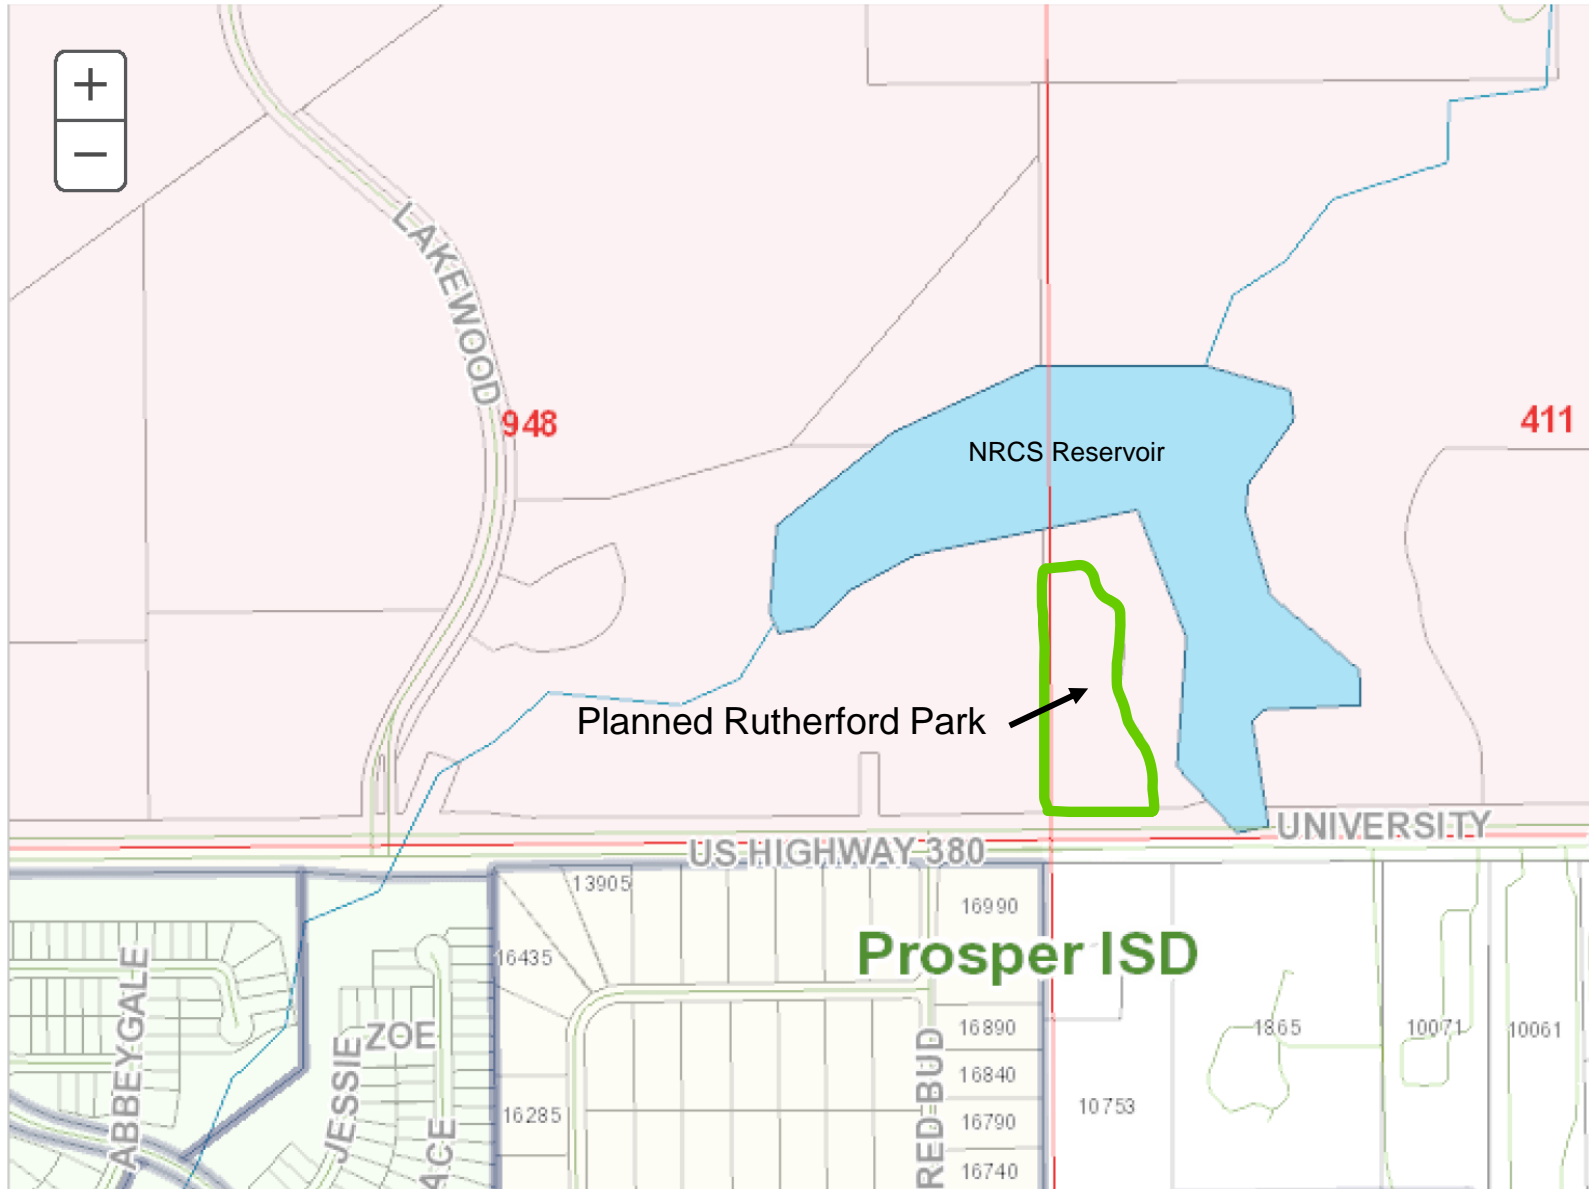 +
−
LAKEWOOD
948
411
NRCS Reservoir
Planned Rutherford Park
UNIVERSITY
US HIGHWAY 380
13905
16990
Prosper ISD
16435
ABBEYGALE
ZOE
JESSIE
ACE
RED BUD
16890
1865
10071
10061
16840
16285
10753
16790
16740